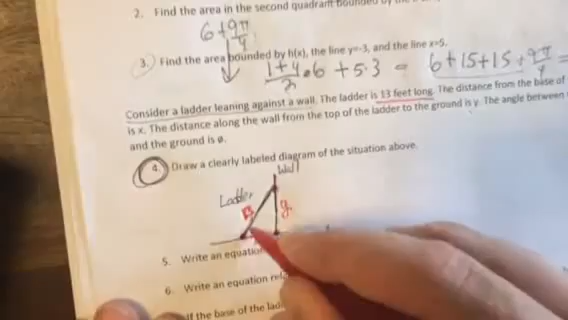 2. Find the area in the second quadrant bounded by the
6+9π/4
3. Find the area bounded by h(x), the line y=-3, and the line x=5.
1+4/2 • 6 + 5·3 = 6+15+15+9π/4 =
Consider a ladder leaning against a wall. The ladder is 13 feet long. The distance from the base of
is x. The distance along the wall from the top of the ladder to the ground is y. The angle between
and the ground is ø.
4. Draw a clearly labeled diagram of the situation above.
Wall
Ladder
y
5. Write an equation
6. Write an equation
If the base of the